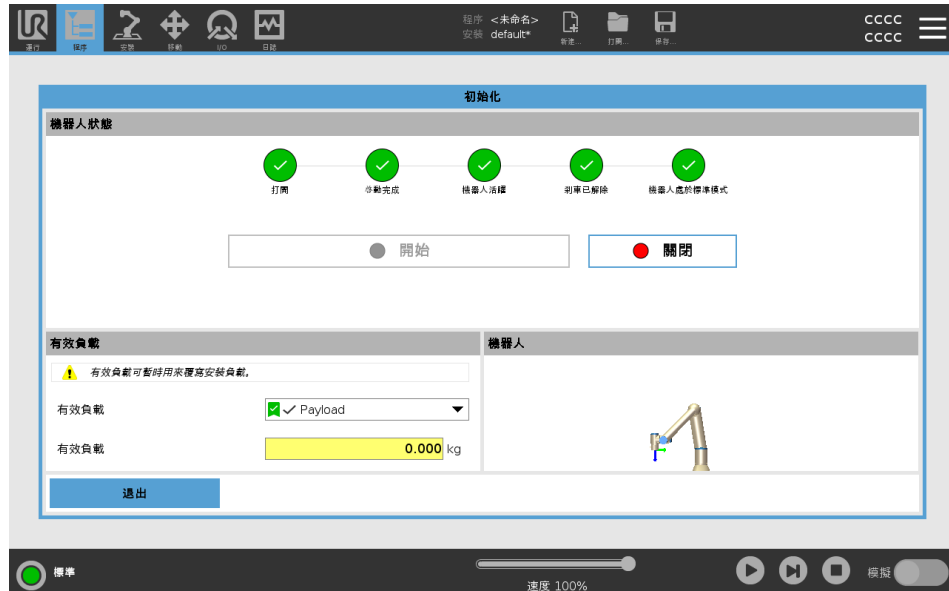 程序 <未命名>
安裝 default*
CCCC
CCCC
運行
程序
安裝
移動
I/O
日誌
新建...
打開...
保存...
初始化
機器人狀態
打開
啓動完成
機器人活躍
剎車已解除
機器人處於標準模式
開始
關閉
有效負載
機器人
有效負載可暫時用來覆寫安裝負載。
有效負載
Payload
有效負載
0.000 kg
退出
標準
速度 100%
模擬